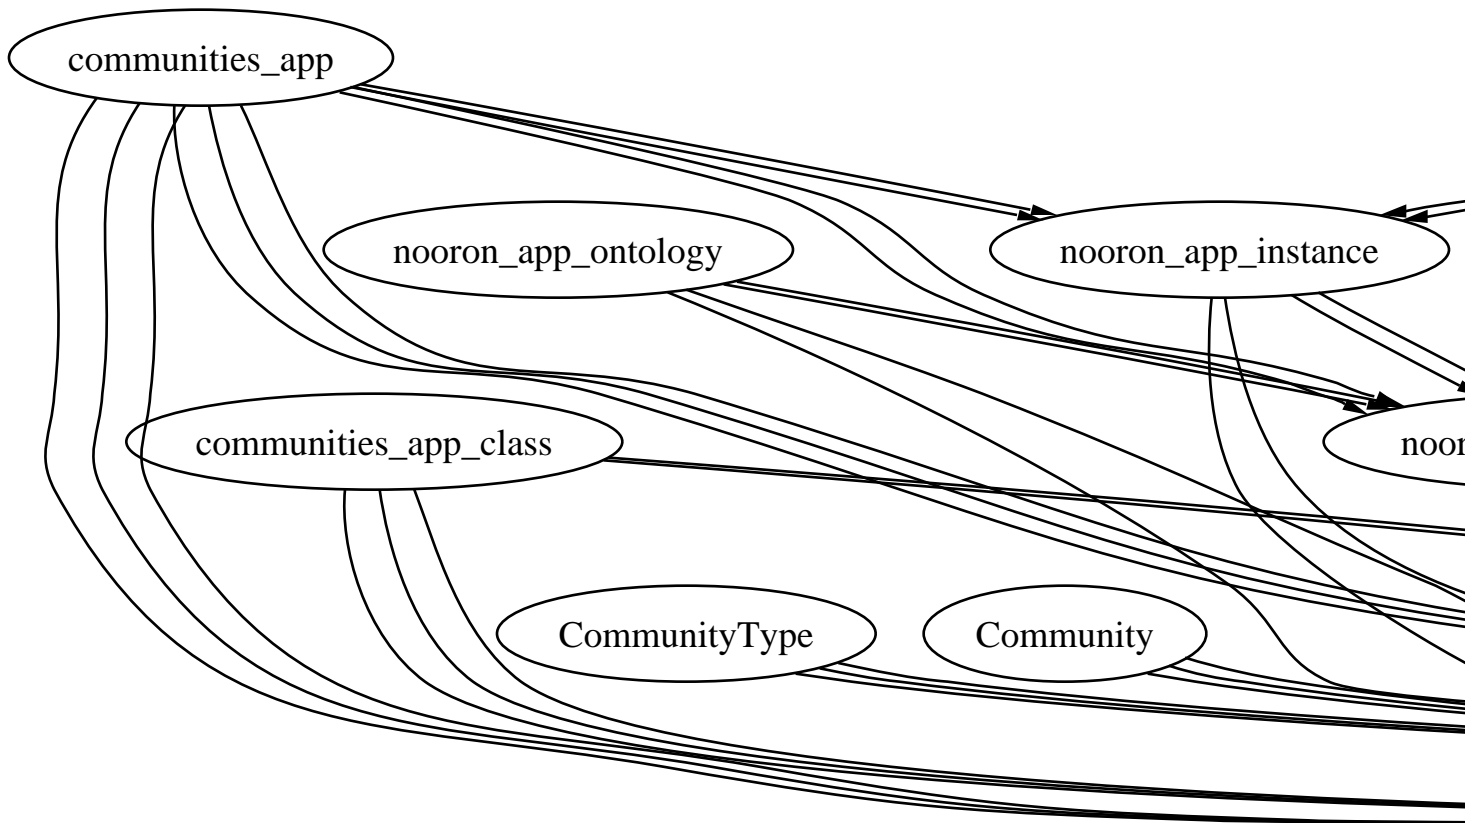 communities_app
nooron_app_ontology
nooron_app_instance
communities_app_class
CommunityType
Community